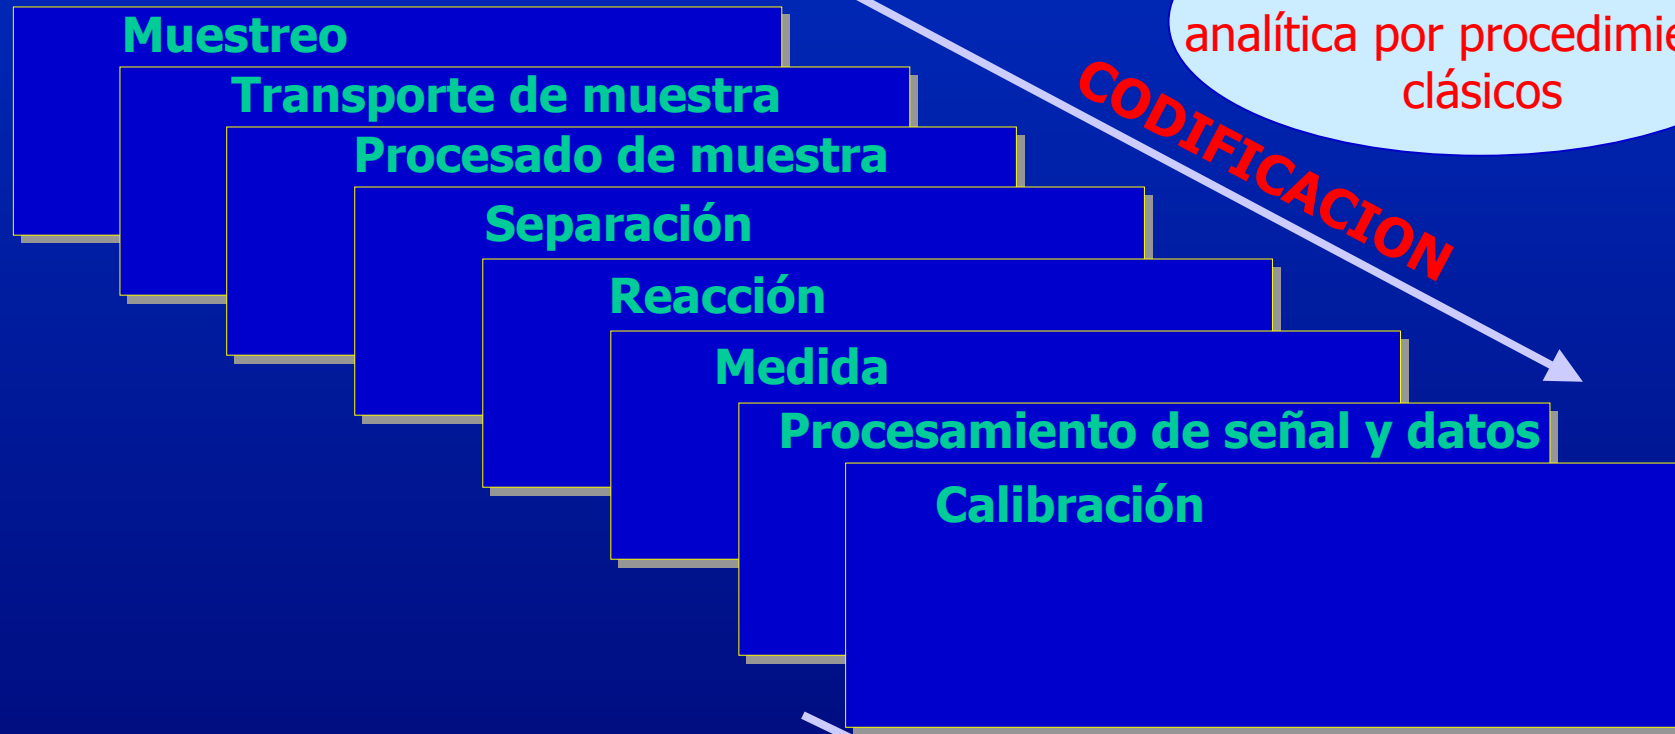 Muestreo
Transporte de muestra
Procesado de muestra
Separación
Reacción
Medida
Procesamiento de señal y datos
Calibración
CODIFICACION
analítica por
clásicos